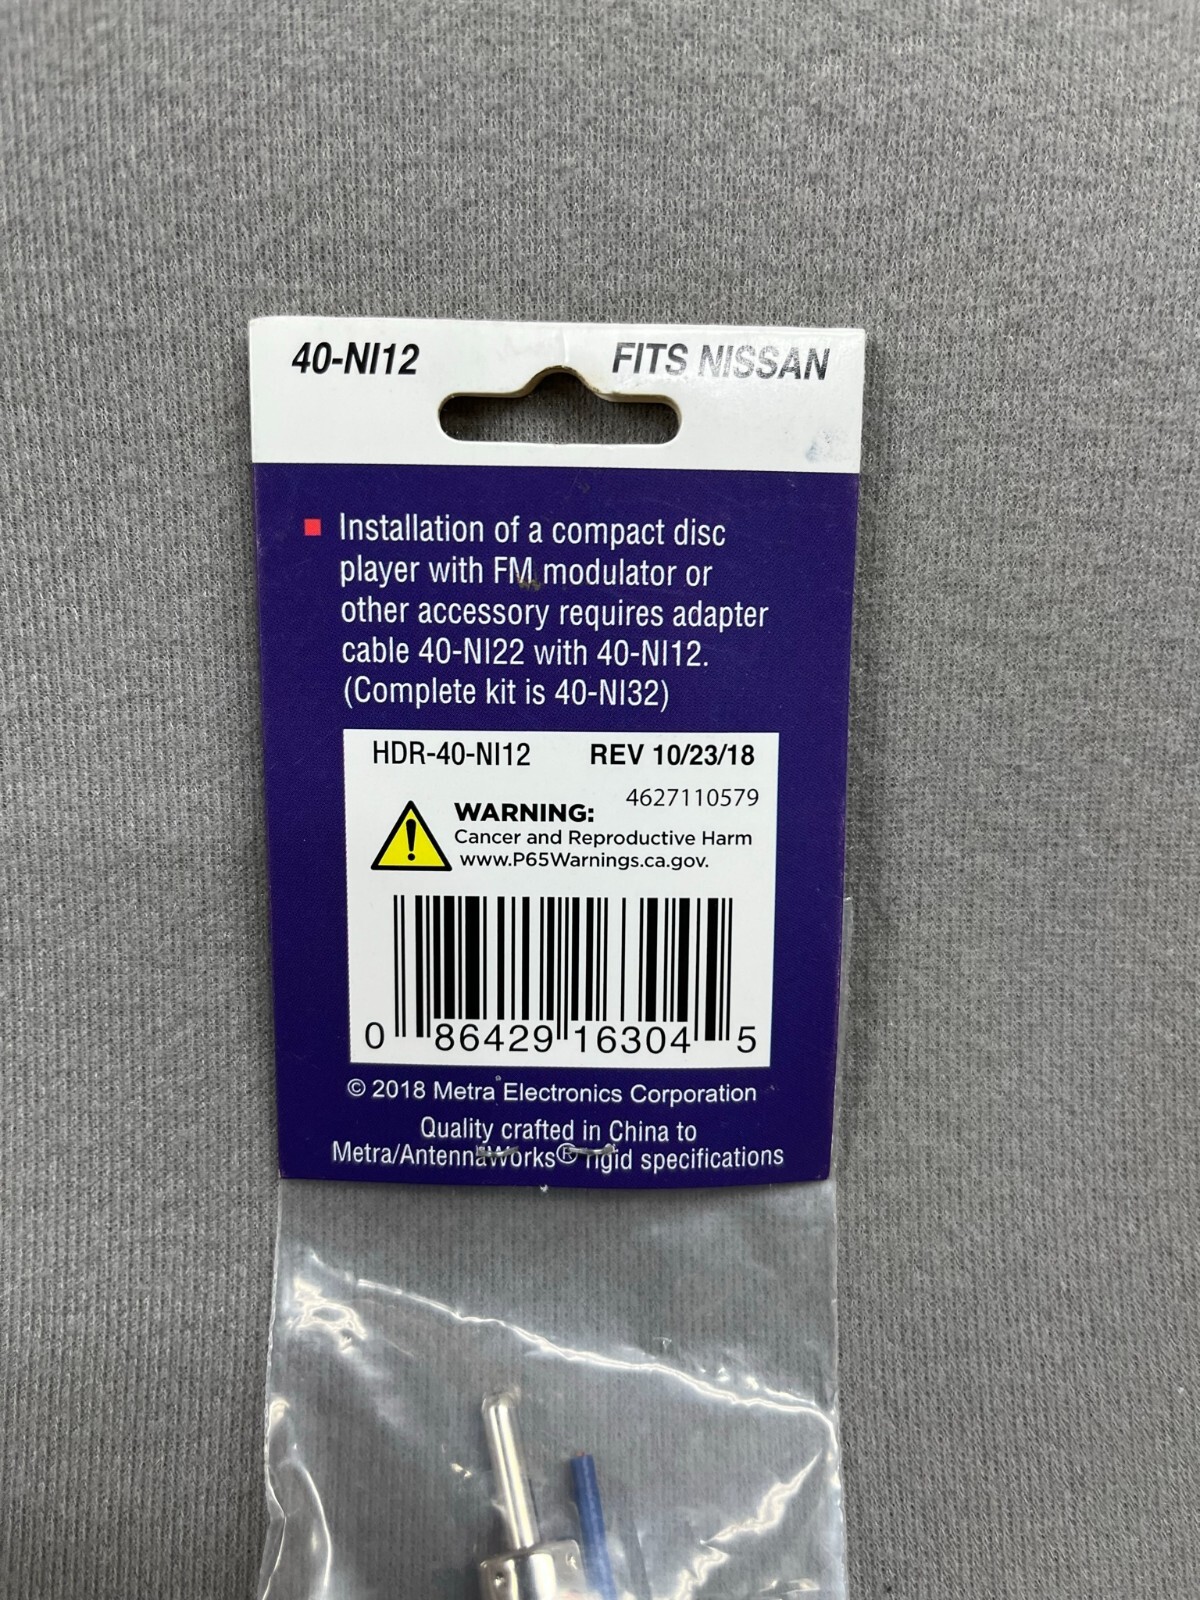 40-NI12 FITS NISSAN
Installation of a compact disc
player with FM modulator or
other accessory requires adapter
cable 40-NI22 with 40-NI12.
(Complete kit is 40-NI32)
HDR-40-NI12 REV 10/23/18
4627110579
WARNING:
Cancer and Reproductive Harm
www.P65Warnings.ca.gov.
0 86429 16304 5
© 2018 Metra Electronics Corporation
Quality crafted in China to
Metra/AntennaWorks® rigid specifications